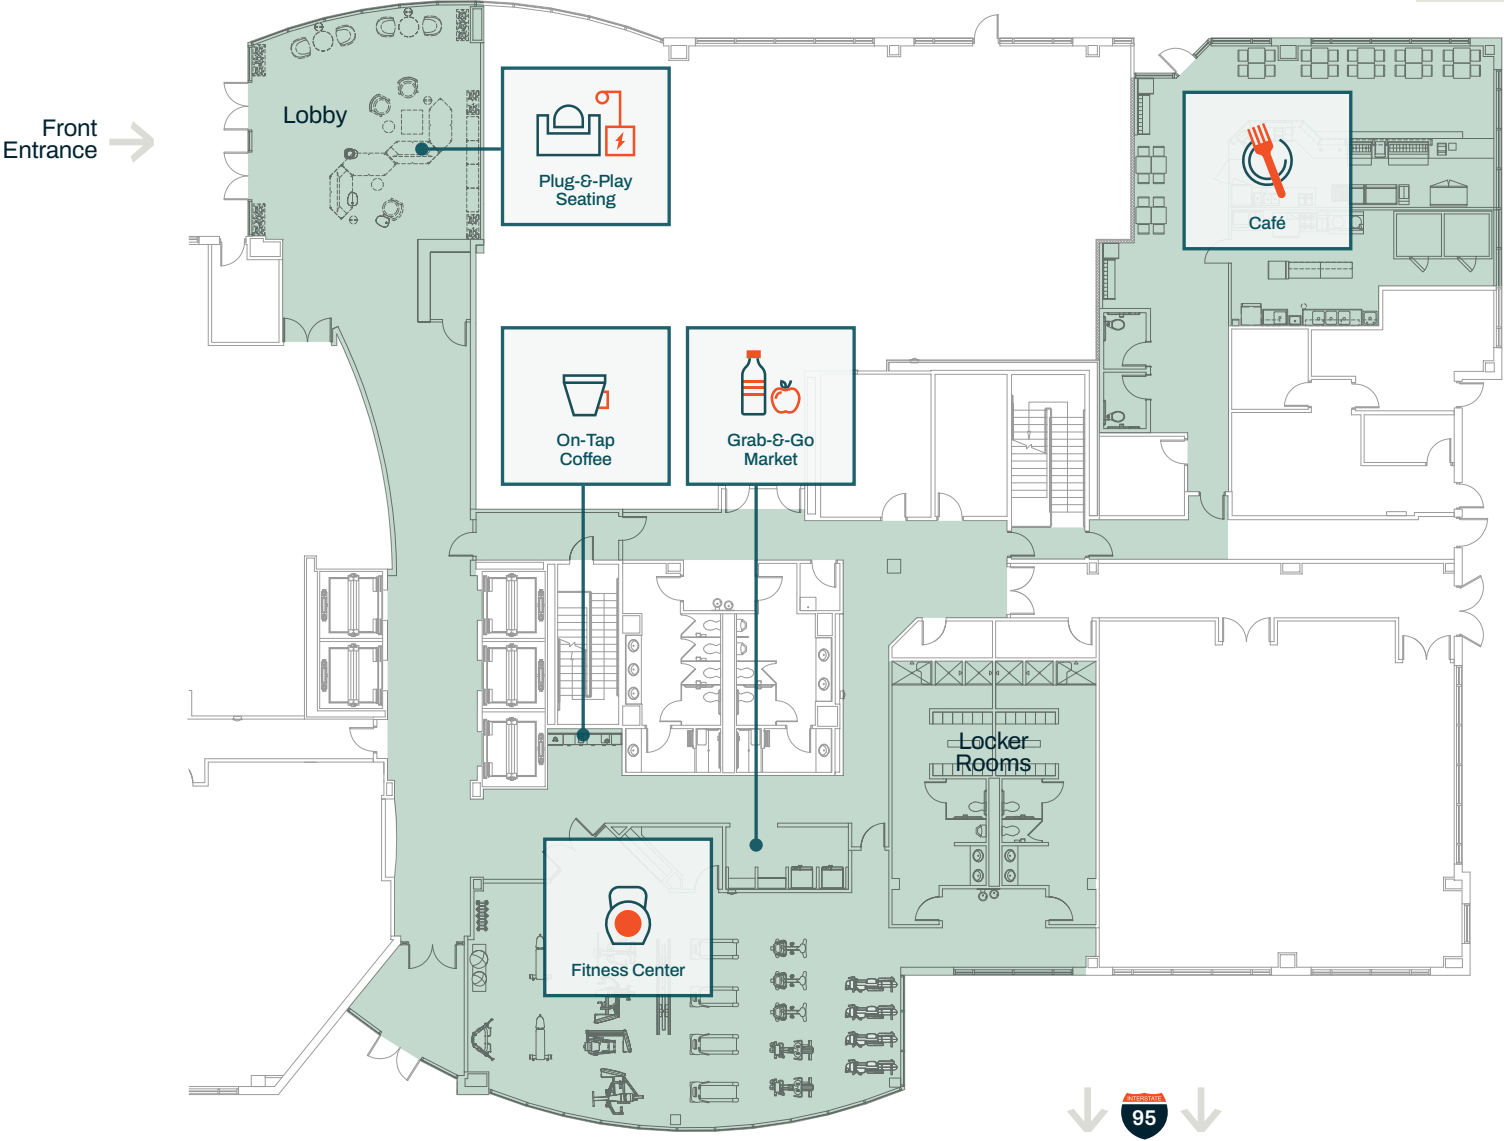 Lobby
Front
Entrance
Plug-&-Play
Seating
Café
On-Tap
Coffee
Grab-&-Go
Market
Locker
Rooms
Fitness Center
INTERSTATE
95